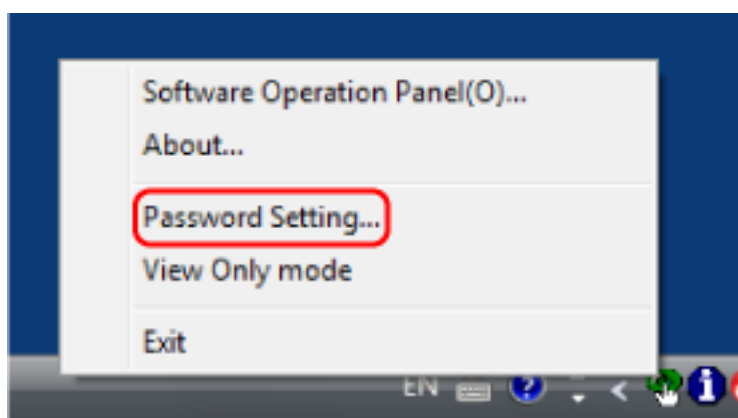 Software Operation Panel(O)...
About...
Password Setting...
View Only mode
Exit
EN